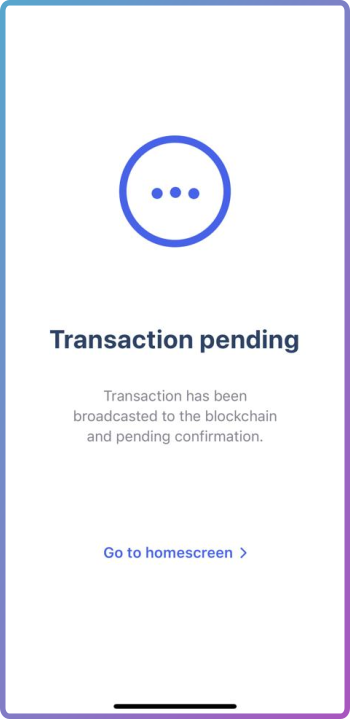 Transaction pending
Transaction has been
broadcasted to the blockchain
and pending confirmation.
Go to homescreen >